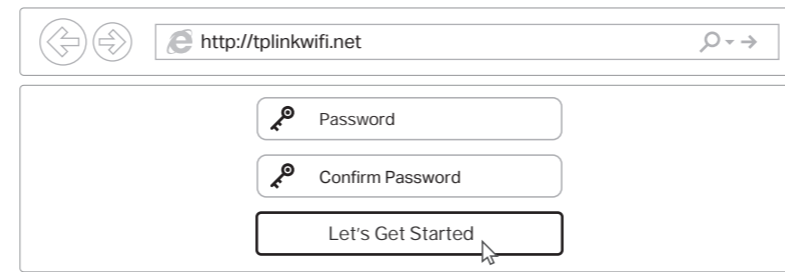 http://tplinkwifi.net
Password
Confirm Password
Let's Get Started